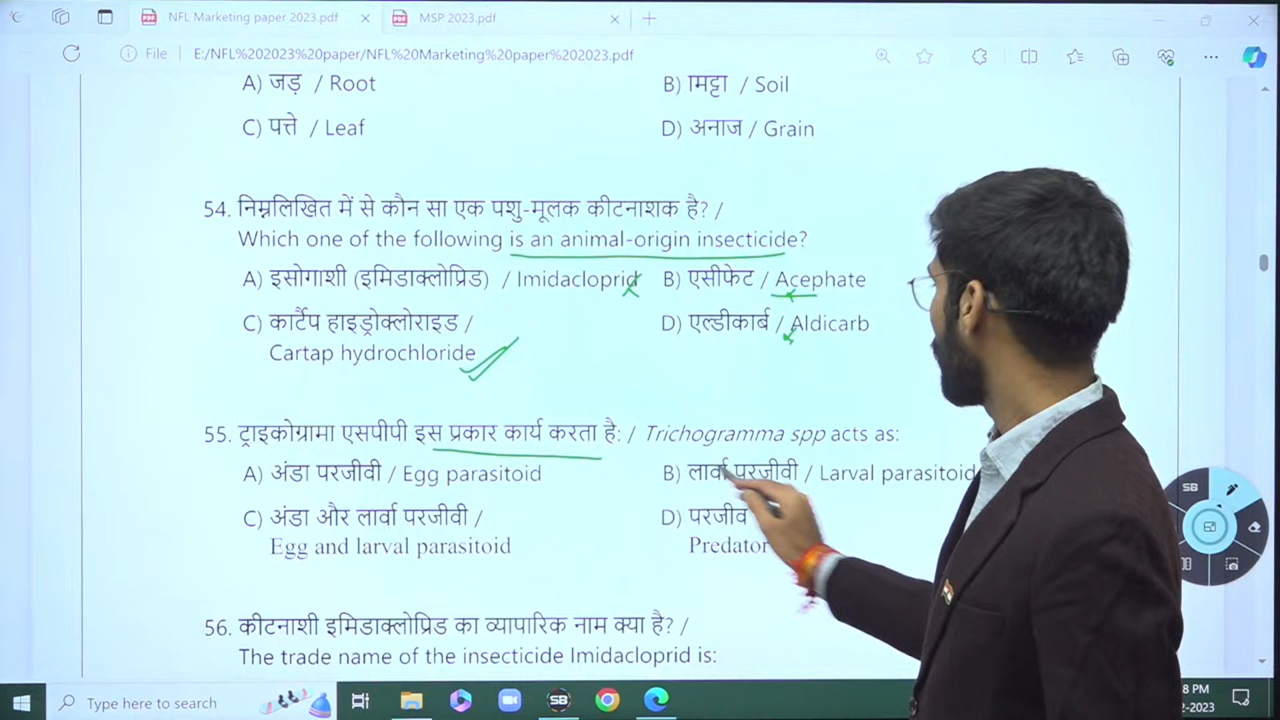 NFL Marketing paper 2023.pdf
MSP 2023.pdf
File
E:/NFL%202023%20paper/NFL%20Marketing%20paper%202023.pdf
A) जड़ / Root
B) / Soil
C) पत्ते / Leaf
D) अनाज / Grain
54. निम्नलिखित में से कौन सा एक पशु-मूलक कीटनाशक है? /
Which one of the following is an animal-origin insecticide?
A) इसोगाशी (इमिडाक्लोप्रिड) / Imidacloprid
B) एसीफेट / Acephate
C) कार्टैप हाइड्रोक्लोराइड /
Cartap hydrochloride
D) एल्डीकार्ब / Aldicarb
55. ट्राइकोग्रामा एसपीपी इस प्रकार कार्य करता है: / Trichogramma spp acts as:
A) अंडा परजीवी / Egg parasitoid
B) लार्वा परजीवी / Larval parasitoid
C) अंडा और लार्वा परजीवी /
Egg and larval parasitoid
D)
Predator
56. कीटनाशी इमिडाक्लोप्रिड का व्यापारिक नाम क्या है? /
The trade name of the insecticide Imidacloprid is:
SB
Type here to search
SB
8 PM
-2023